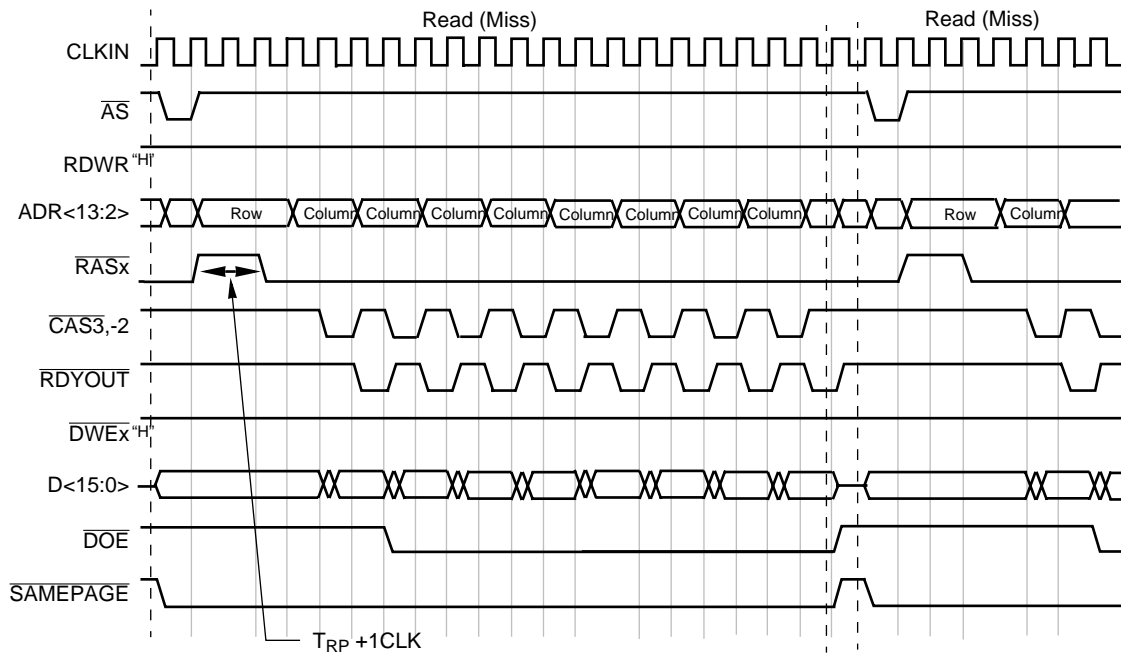 Read (Miss) Read (Miss)
CLKIN
AS
RDWR "H"
ADR<13:2> Row Column Column Column Column Column Column Column Column Row Column
RASx
CAS3,-2
RDYOUT
DWEx "H"
D<15:0>
DOE
SAMEPAGE
TRP +1CLK